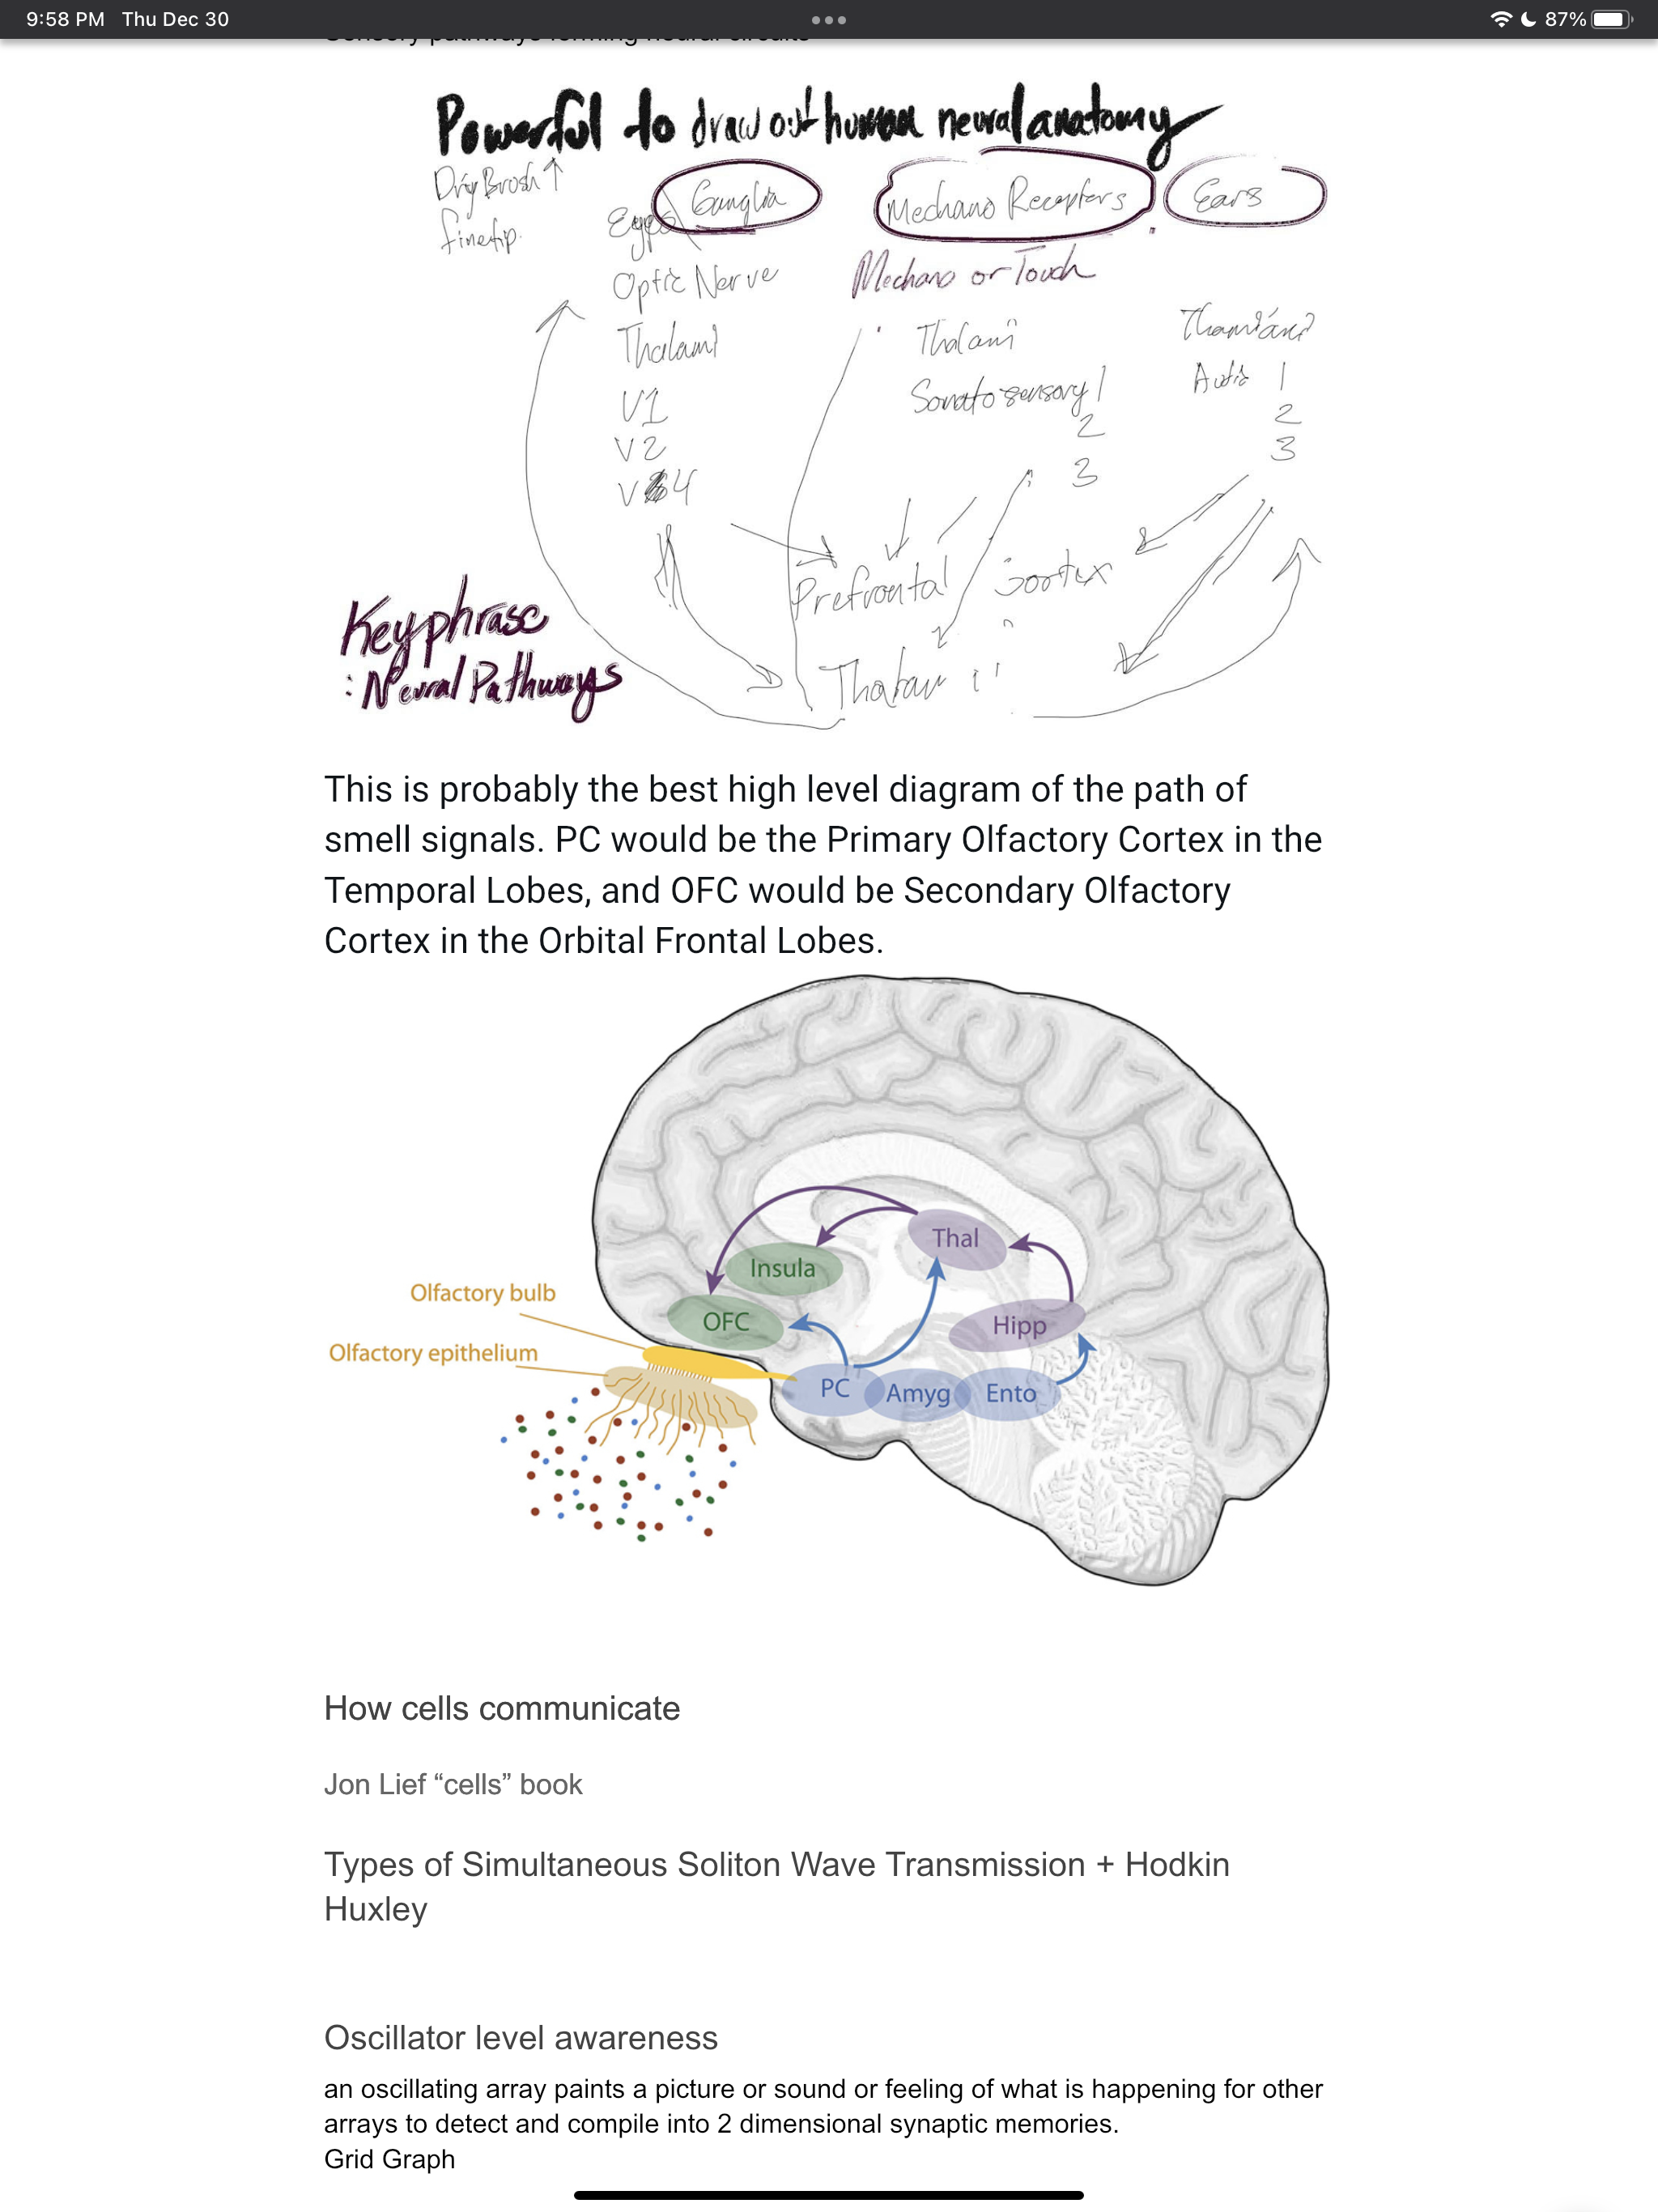 9:58 PM Thu Dec 30
87%
Sensory pathways forming neural circuits
Powerful to draw out human neural anatomy
Dry Brush
finetip
Ganglia
Mechano Receptors
Ears
Eyes
Optic Nerve
Mechano or Touch
Thalami
Thalami
V1
Somatosensory 1
1
V2
2
2
V4
3
3
Prefrontal Cortex
Keyphrase
: Neural Pathways
This is probably the best high level diagram of the path of
smell signals. PC would be the Primary Olfactory Cortex in the
Temporal Lobes, and OFC would be Secondary Olfactory
Cortex in the Orbital Frontal Lobes.
Thal
Insula
Olfactory bulb
OFC
Hipp
Olfactory epithelium
PC
Amyg
Ento
How cells communicate
Jon Lief “cells” book
Types of Simultaneous Soliton Wave Transmission + Hodkin
Huxley
Oscillator level awareness
an oscillating array paints a picture or sound or feeling of what is happening for other
arrays to detect and compile into 2 dimensional synaptic memories.
Grid Graph